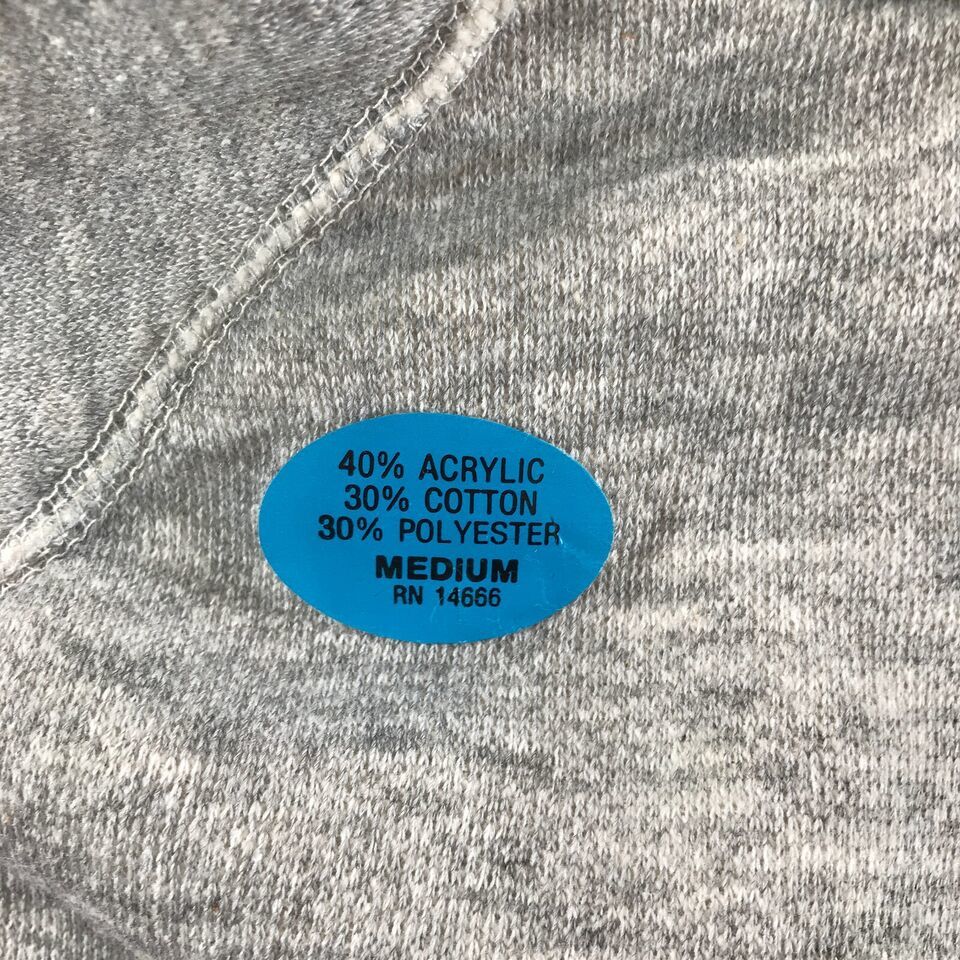 40% ACRYLIC
30% COTTON
30% POLYESTER
MEDIUM
RN 14666